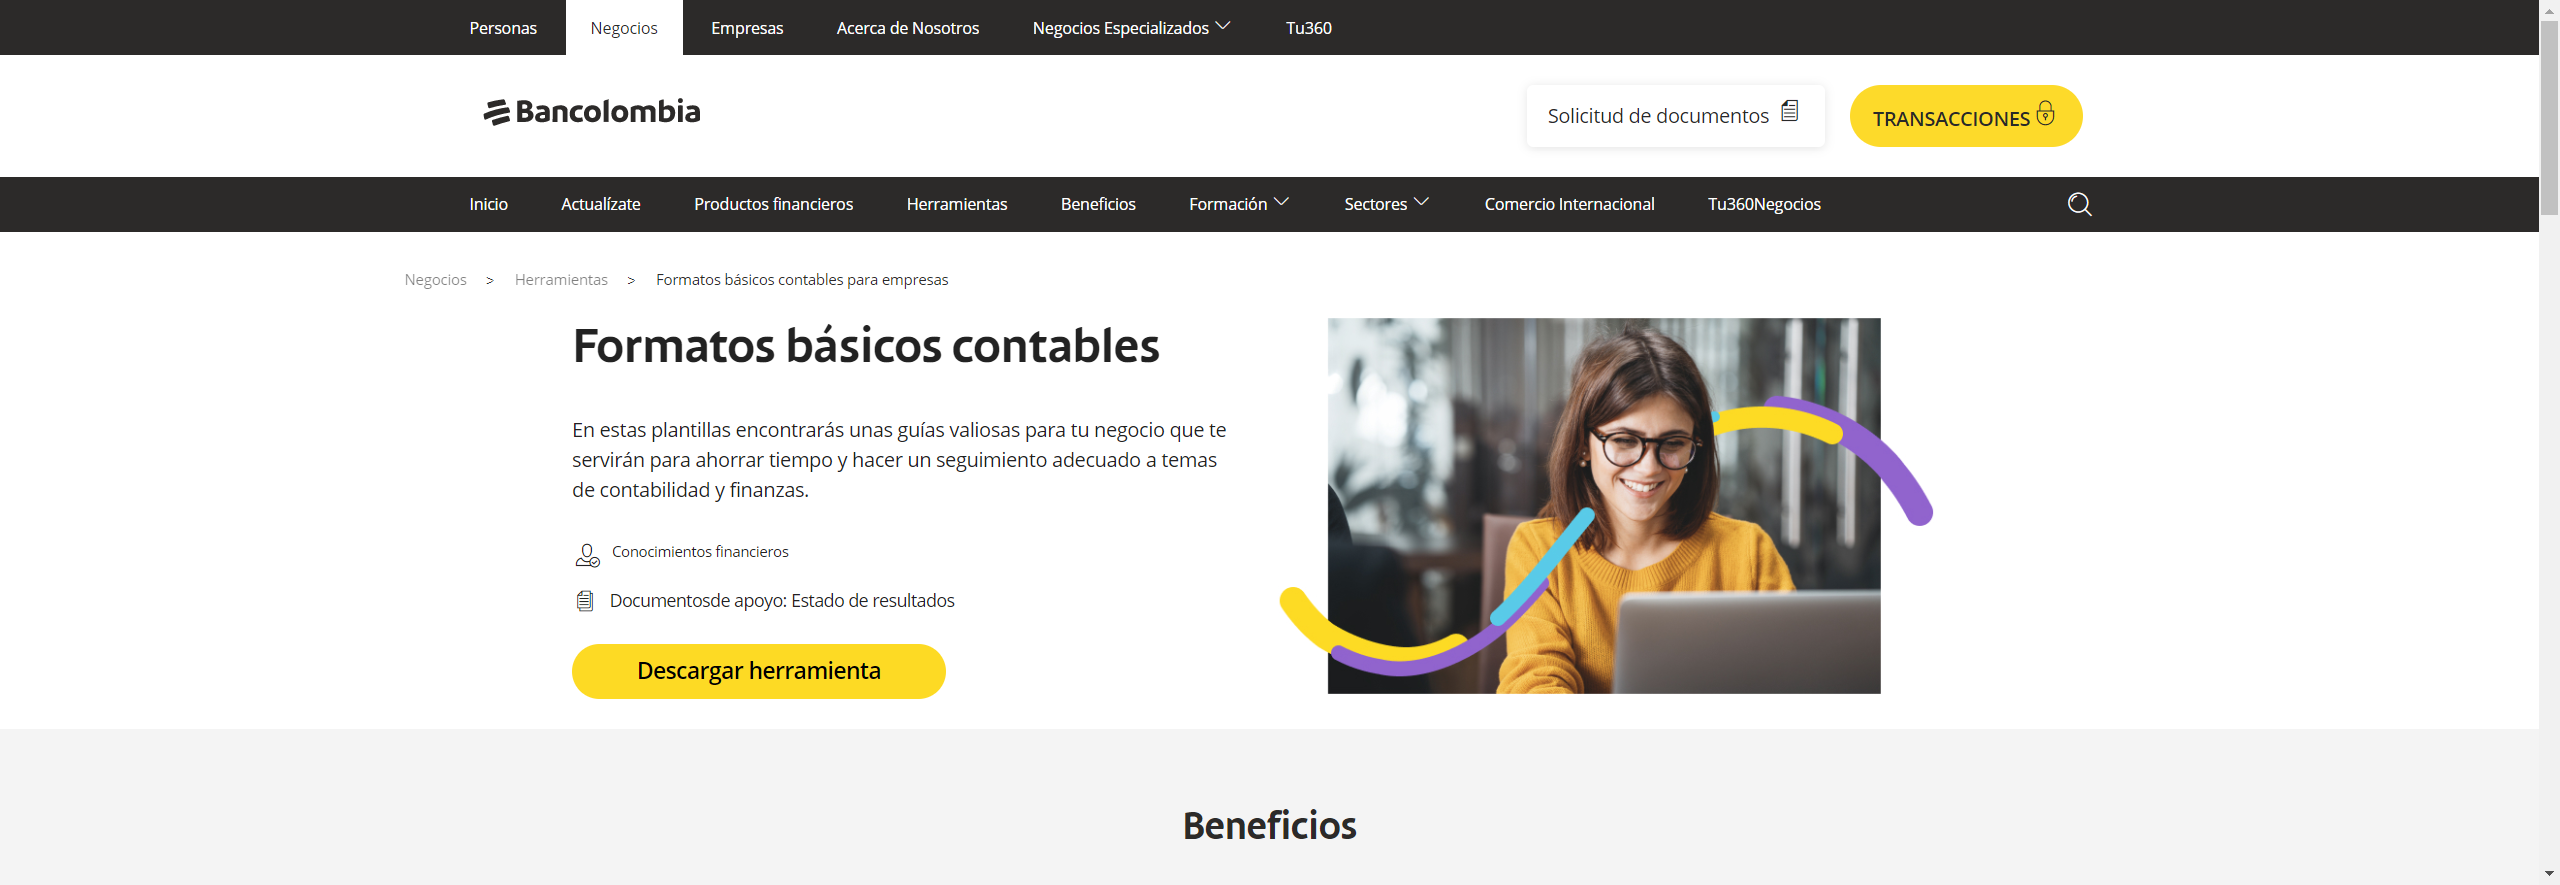 Personas Negocios Empresas Acerca de Nosotros Negocios Especializados Tu360
Bancolombia
Solicitud de documentos
TRANSACCIONES
Inicio Actualízate Productos financieros Herramientas Beneficios Formación Sectores Comercio Internacional Tu360Negocios
Negocios > Herramientas > Formatos básicos contables para empresas
Formatos básicos contables
En estas plantillas encontrarás unas guías valiosas para tu negocio que te
servirán para ahorrar tiempo y hacer un seguimiento adecuado a temas
de contabilidad y finanzas.
Conocimientos financieros
Documentosde apoyo: Estado de resultados
Descargar herramienta
Beneficios